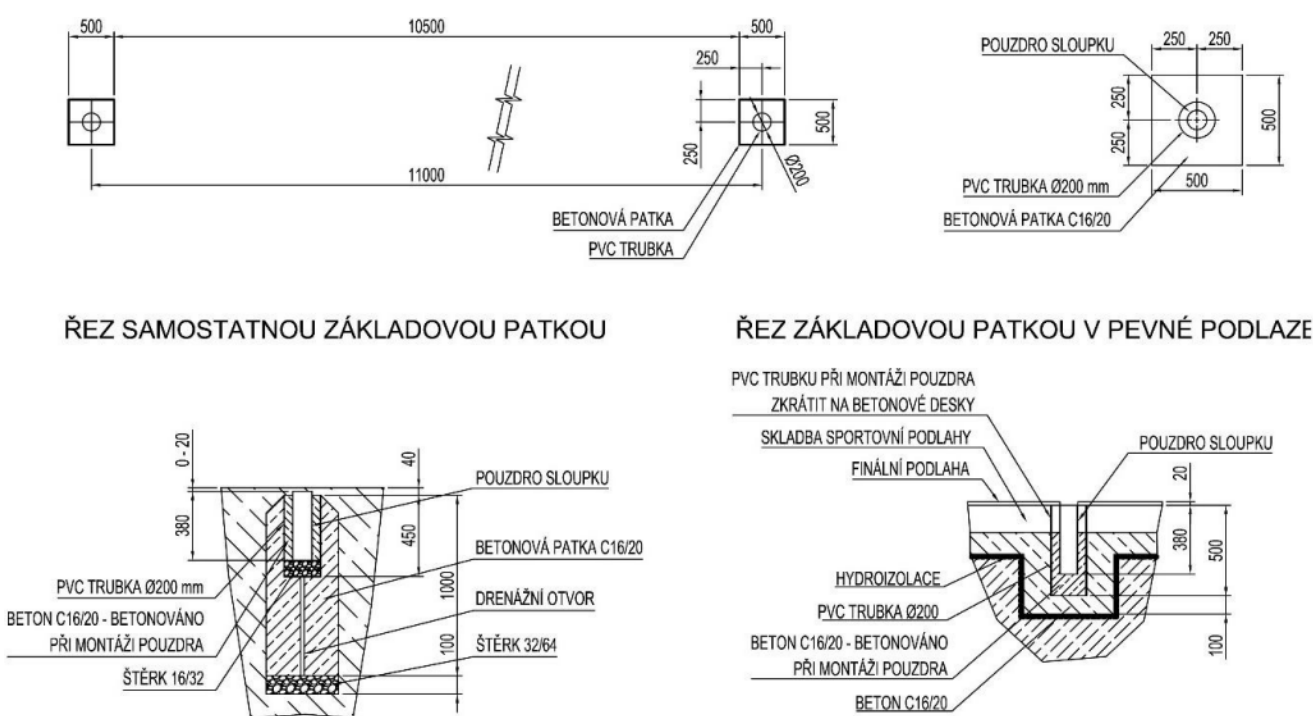 500
10500
500
250
250
500
Ø200
11000
BETONOVÁ PATKA
PVC TRUBKA
POUZDRO SLOUPKU
250
250
250
250
500
500
PVC TRUBKA Ø200 mm
BETONOVÁ PATKA C16/20
ŘEZ SAMOSTATNOU ZÁKLADOVOU PATKOU
0 - 20
40
380
450
1000
100
POUZDRO SLOUPKU
BETONOVÁ PATKA C16/20
DRENÁŽNÍ OTVOR
ŠTĚRK 32/64
PVC TRUBKA Ø200 mm
BETON C16/20 - BETONOVÁNO
PŘI MONTÁŽI POUZDRA
ŠTĚRK 16/32
ŘEZ ZÁKLADOVOU PATKOU V PEVNÉ PODLAZE
PVC TRUBKU PŘI MONTÁŽI POUZDRA
ZKRÁTIT NA BETONOVÉ DESKY
SKLADBA SPORTOVNÍ PODLAHY
FINÁLNÍ PODLAHA
POUZDRO SLOUPKU
20
380
500
100
HYDROIZOLACE
PVC TRUBKA Ø200
BETON C16/20 - BETONOVÁNO
PŘI MONTÁŽI POUZDRA
BETON C16/20